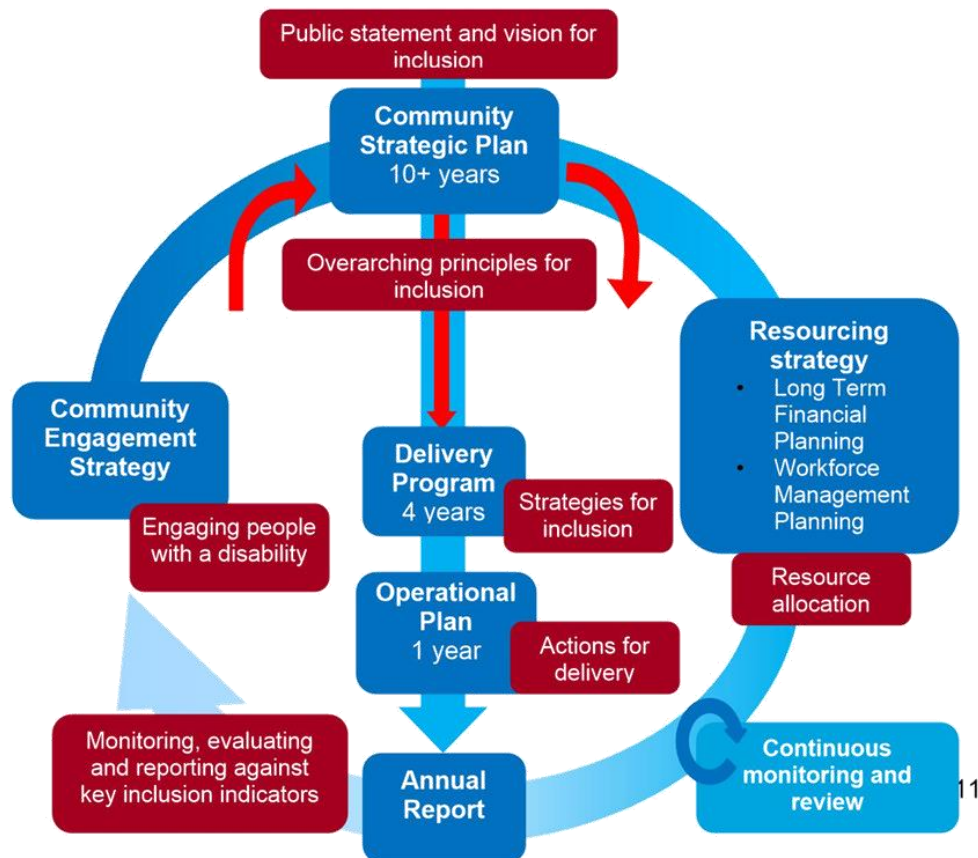 Public statement and vision for
inclusion
Community
Strategic Plan
10+ years
Overarching principles for
inclusion
Resourcing
strategy
• Long Term
Financial
Planning
• Workforce
Management
Planning
Community
Engagement
Strategy
Delivery
Program
4 years
Strategies for
inclusion
Engaging people
with a disability
Resource
allocation
Operational
Plan
1 year
Actions for
delivery
Monitoring, evaluating
and reporting against
key inclusion indicators
Annual
Report
Continuous
monitoring and
review
11